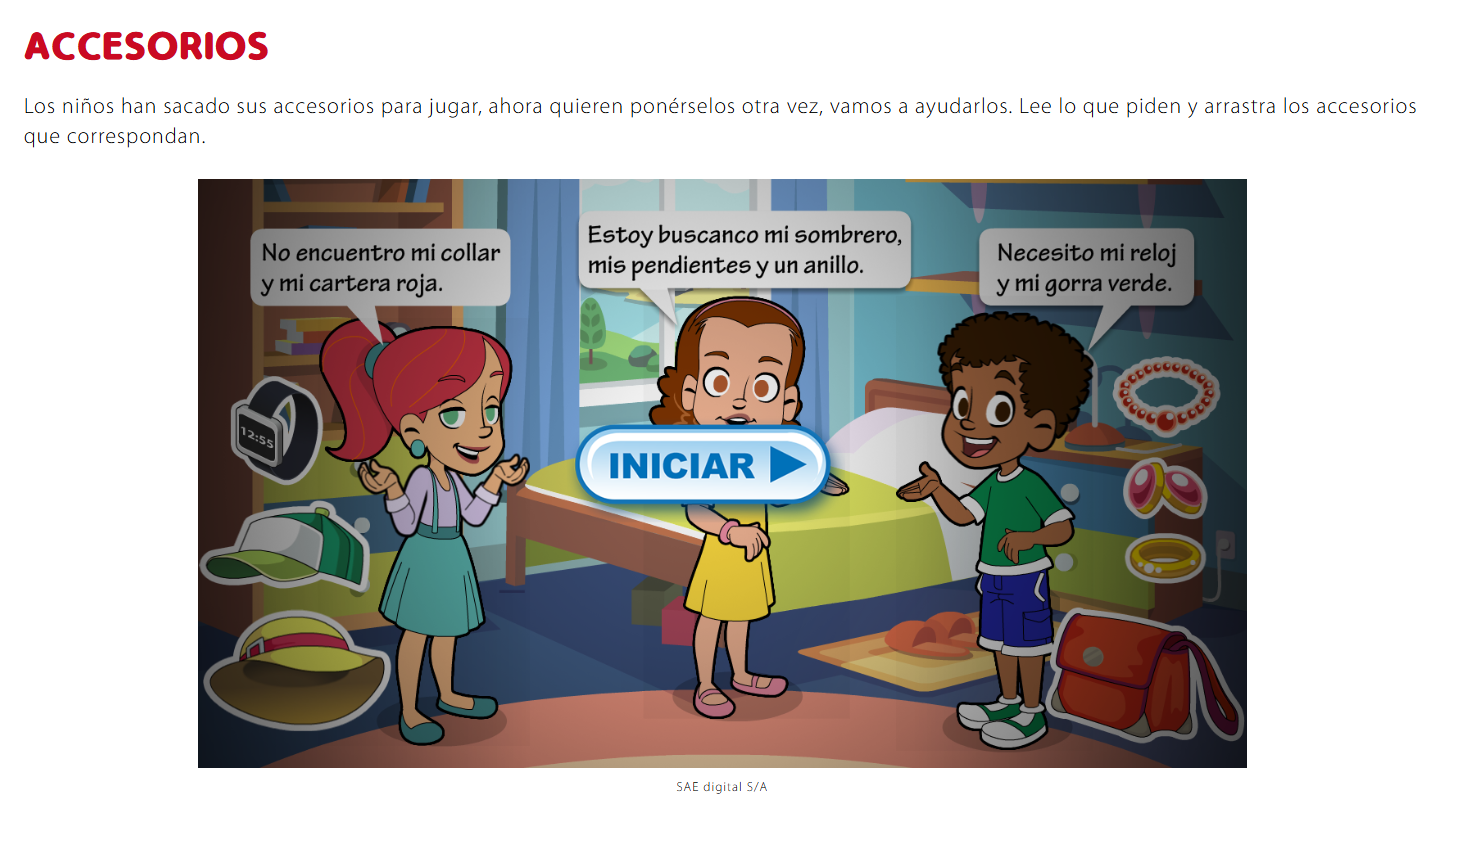 ACCESORIOS
Los niños han sacado sus accesorios para jugar, ahora quieren ponérselos otra vez, vamos a ayudarlos. Lee lo que piden y arrastra los accesorios
que correspondan.
No encuentro mi collar
y mi cartera roja.
Estoy buscanco mi sombrero,
mis pendientes y un anillo.
Necesito mi reloj
y mi gorra verde.
12:55
INICIAR
SAE digital S/A